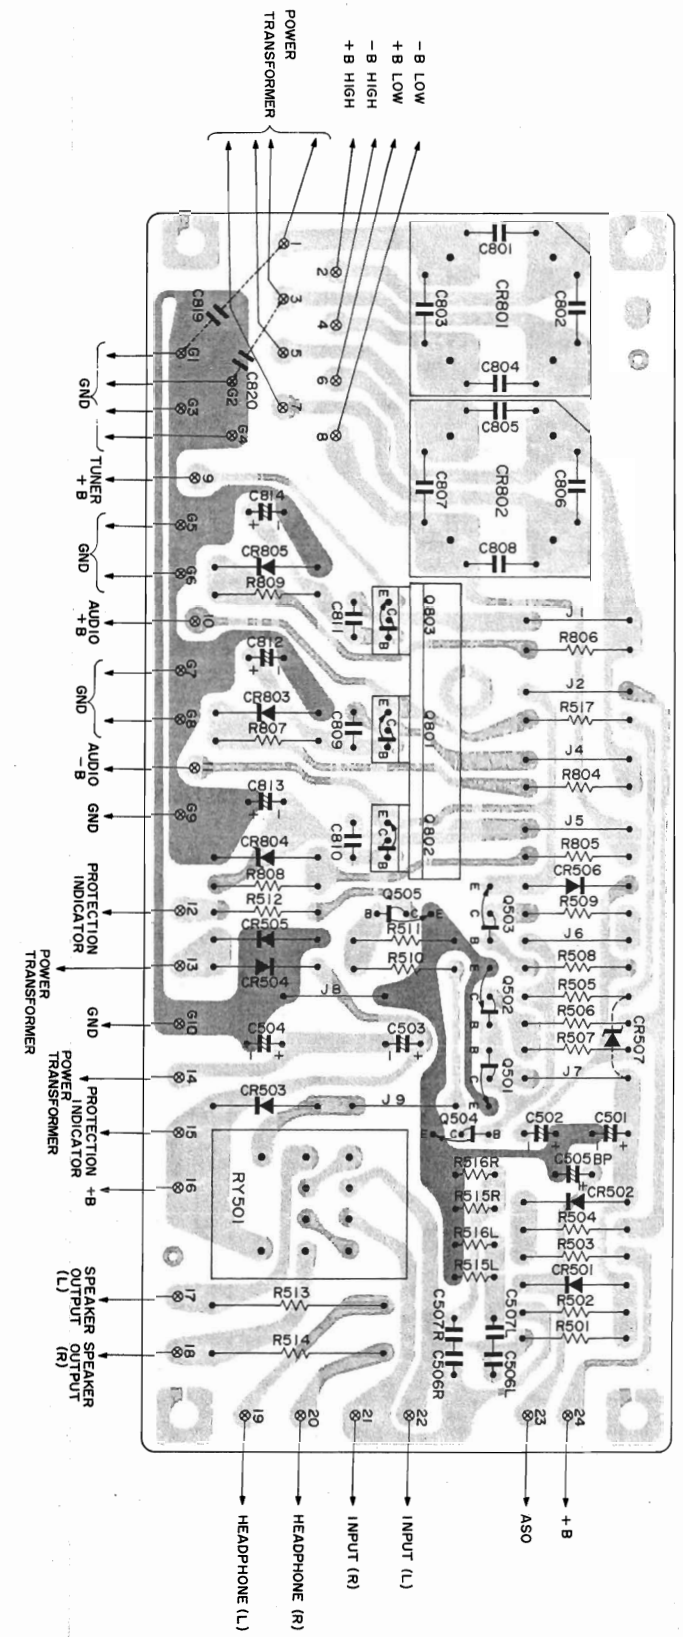 POWER
TRANSFORMER
+ B HIGH
− B HIGH
+ B LOW
− B LOW
1
2
3
4
5
6
7
8
C801
C802
C803
CR801
C804
C805
C806
C807
CR802
C808
C819
C820
G1
G2
G3
G4
GND
TUNER
+ B
9
G5
G6
GND
C814
+ −
CR805
R809
C811
E C B
Q803
J1
R806
AUDIO
+ B
10
C812
+ −
G7
G8
GND
CR803
R807
C809
E C B
Q801
J2
R517
J4
R804
AUDIO
− B
11
GND
G9
C813
+ −
C810
E C B
Q802
J5
R805
CR804
R808
R512
CR505
CR504
PROTECTION
INDICATOR
12
Q505
B C E
R511
R510
E
Q503
B
CR506
R509
J6
R508
POWER
TRANSFORMER
13
J8
E C B
Q502
R505
R506
R507
CR507
GND
G10
C504
− +
C503
− +
B C E
Q501
J7
POWER
TRANSFORMER
14
CR503
J9
PROTECTION
INDICATOR
15
Q504
E C B
C502
− +
C501
− +
C505BP
+
RY501
R516R
R515R
R516L
R515L
CR502
R504
R503
CR501
R502
R501
+ B
16
SPEAKER
OUTPUT
(L)
17
R513
SPEAKER
OUTPUT
(R)
18
R514
C507R
C506R
C507L
C506L
19
20
21
22
23
24
HEADPHONE (L)
HEADPHONE (R)
INPUT (R)
INPUT (L)
ASO
+ B